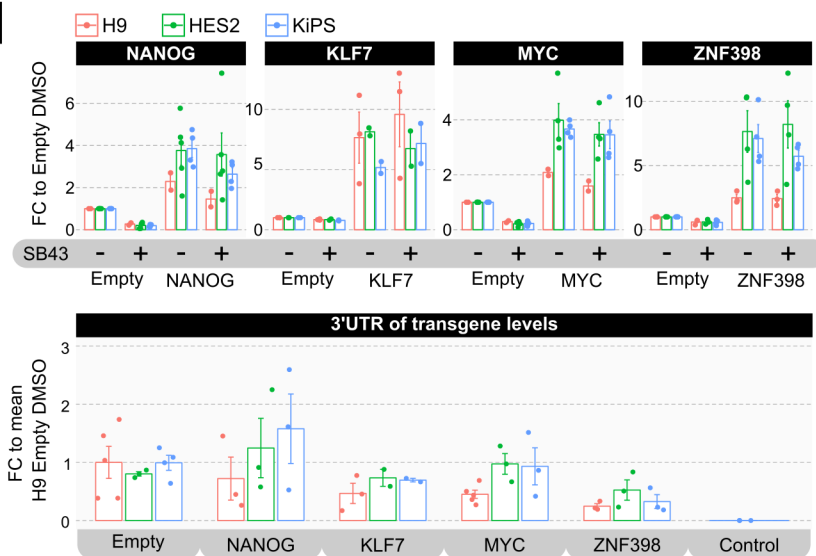 H9 HES2 KiPS
NANOG KLF7 MYC ZNF398
FC to Empty DMSO
6
4
2
0
10
5
0
4
2
0
10
5
0
SB43 - + - + - + - + - + - + - + - +
Empty NANOG Empty KLF7 Empty MYC Empty ZNF398
3'UTR of transgene levels
FC to mean
H9 Empty DMSO
3
2
1
0
Empty NANOG KLF7 MYC ZNF398 Control